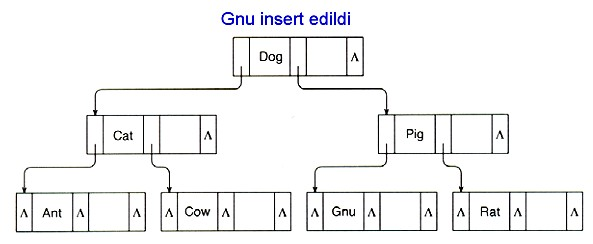 Gnu insert edildi
Dog Λ
Cat Λ
Pig Λ
Λ Ant Λ Λ
Λ Cow Λ Λ
Λ Gnu Λ Λ
Λ Rat Λ Λ